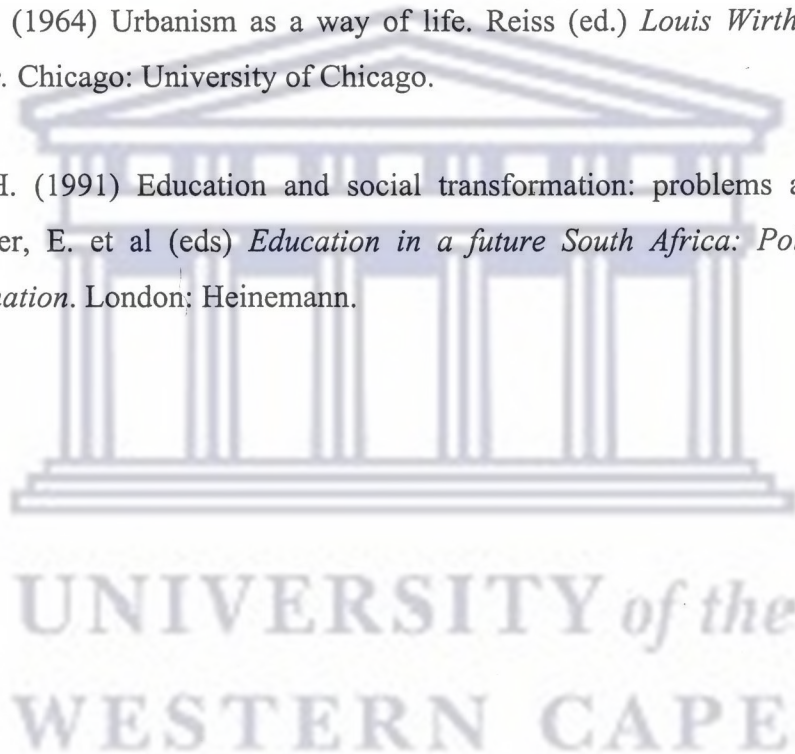 (1964) Urbanism as a way of life. Reiss (ed.) Louis Wirth
Chicago: University of Chicago.
H. (1991) Education and social transformation: problems a
er, E. et al (eds) Education in a future South Africa: Po
ation. London: Heinemann.
UNIVERSITY of the
WESTERN CAPE